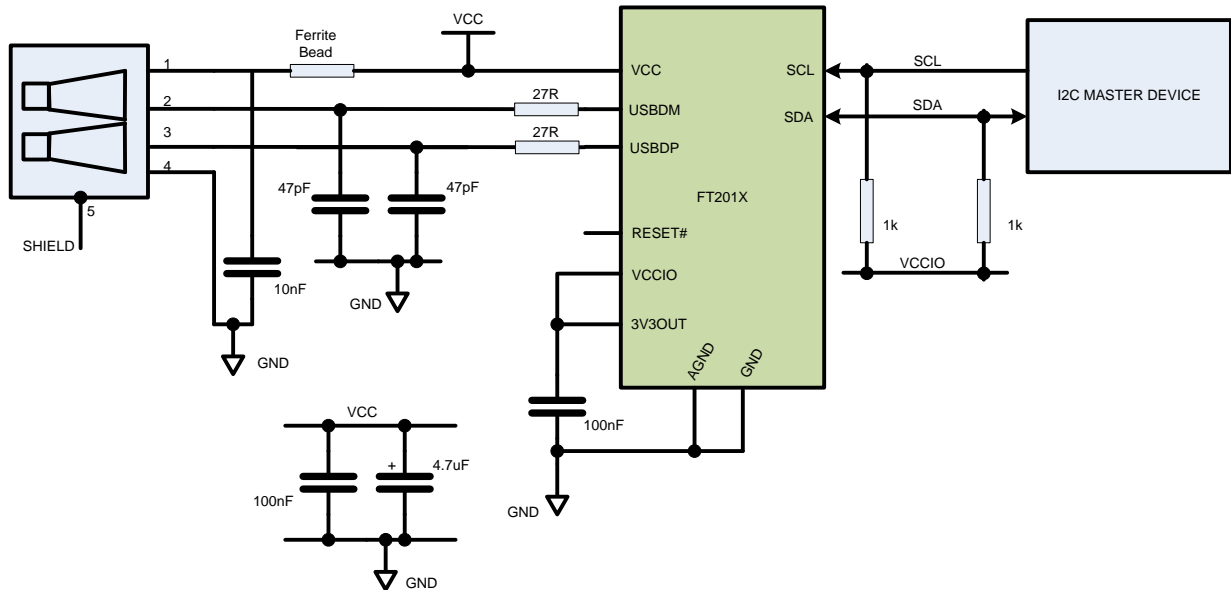 VCC
Ferrite
Bead
1
2
3
4
5
SHIELD
27R
27R
47pF
47pF
10nF
GND
GND
VCC
USBDM
USBDP
RESET#
VCCIO
3V3OUT
AGND
GND
SCL
SDA
FT201X
SCL
SDA
I2C MASTER DEVICE
1k
1k
VCCIO
100nF
GND
VCC
100nF
+
4.7uF
GND